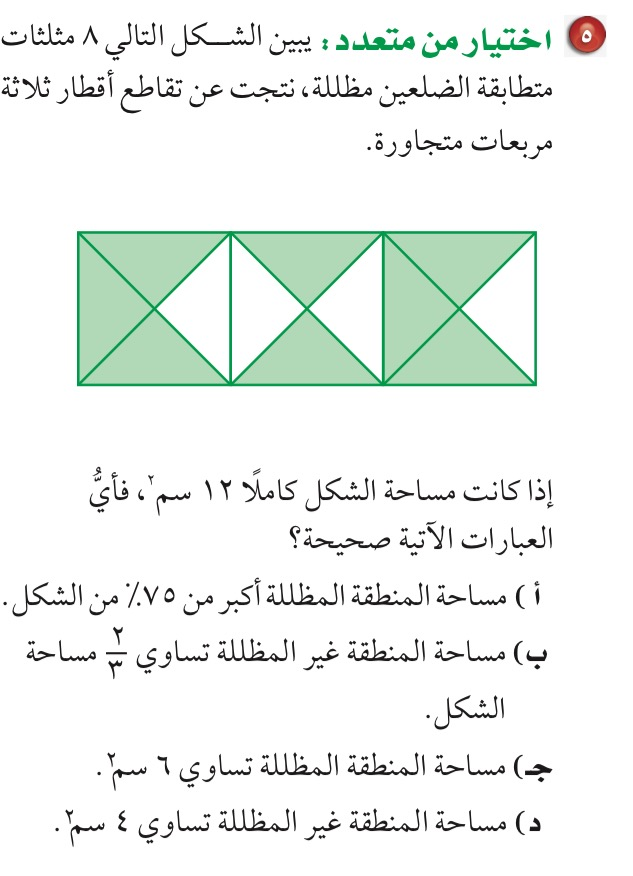 ٥ اختيار من متعدد: يبين الشـكل التالي ٨ مثلثات
متطابقة الضلعين مظللة، نتجت عن تقاطع أقطار ثلاثة
مربعات متجاورة.
إذا كانت مساحة الشكل كاملًا ١٢ سم٢، فأيُّ
العبارات الآتية صحيحة؟
أ ) مساحة المنطقة المظللة أكبر من ٧٥٪ من الشكل.
ب) مساحة المنطقة غير المظللة تساوي ٢/٣ مساحة
الشكل.
جـ) مساحة المنطقة المظللة تساوي ٦ سم٢.
د ) مساحة المنطقة غير المظللة تساوي ٤ سم٢.